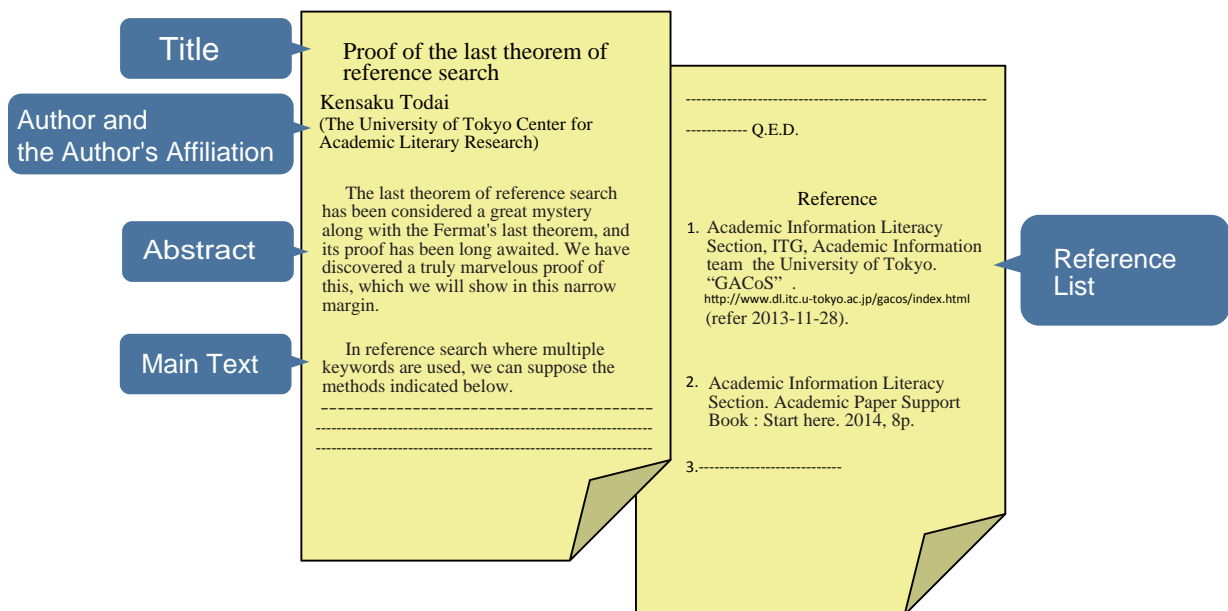 Title
Proof of the last theorem of
reference search
Author and
the Author's Affiliation
Kensaku Todai
(The University of Tokyo Center for
Academic Literary Research)
Abstract
The last theorem of reference search
has been considered a great mystery
along with the Fermat's last theorem, and
its proof has been long awaited. We have
discovered a truly marvelous proof of
this, which we will show in this narrow
margin.
Main Text
In reference search where multiple
keywords are used, we can suppose the
methods indicated below.
------------ Q.E.D.
Reference
1. Academic Information Literacy
Section, ITG, Academic Information
team the University of Tokyo.
“GACoS” .
http://www.dl.itc.u-tokyo.ac.jp/gacos/index.html
(refer 2013-11-28).
2. Academic Information Literacy
Section. Academic Paper Support
Book : Start here. 2014, 8p.
3.---------------------------
Reference
List